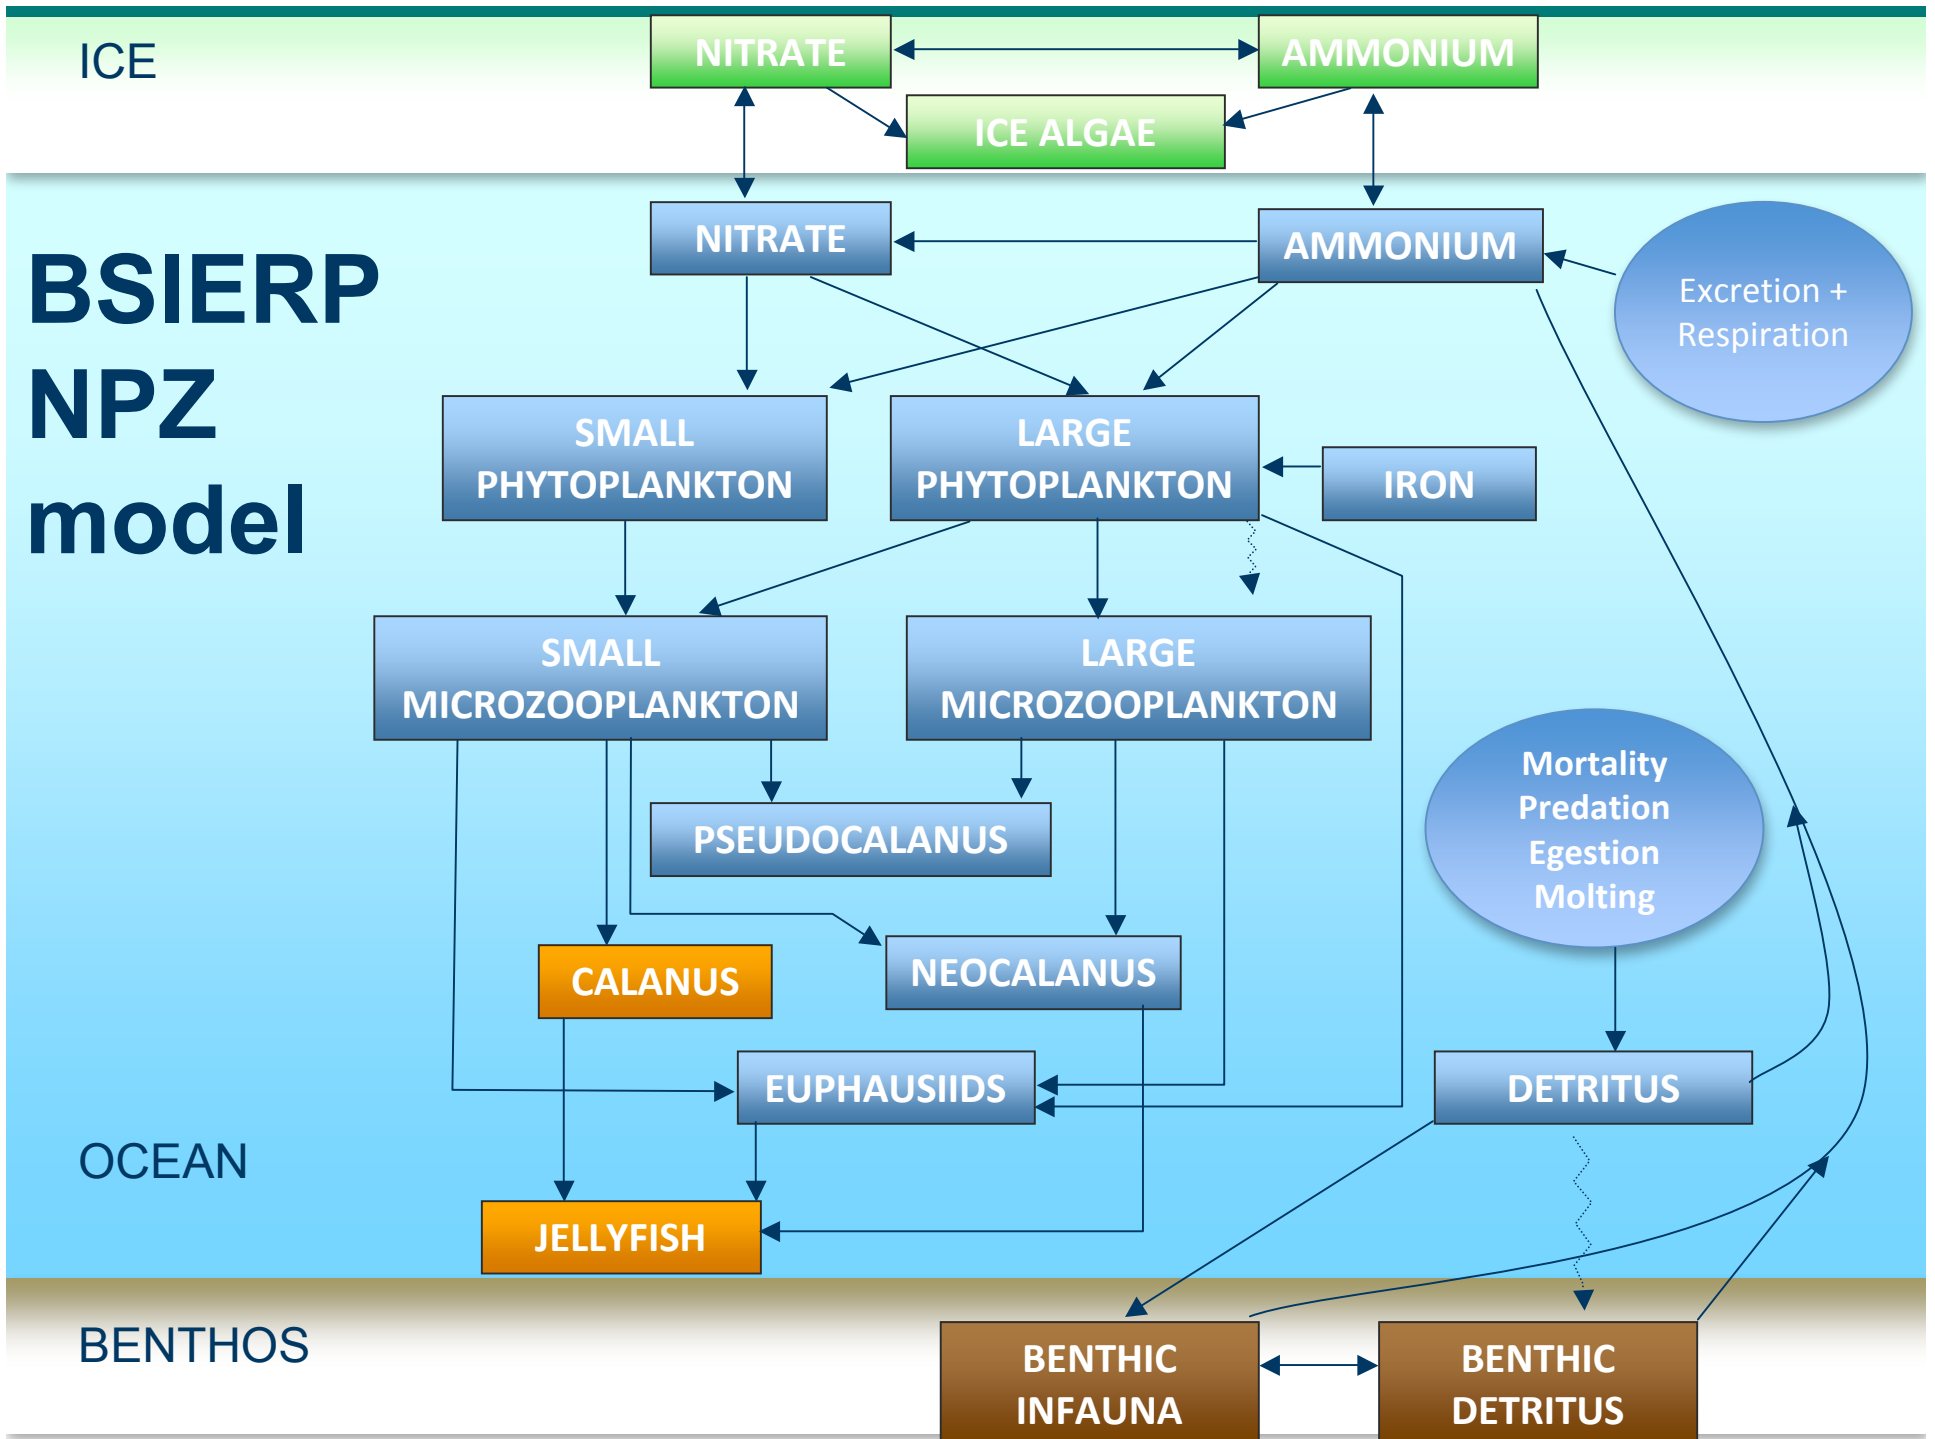 ICE
NITRATE
AMMONIUM
ICE ALGAE
BSIERP
NPZ
model
NITRATE
AMMONIUM
Excretion +
Respiration
SMALL
PHYTOPLANKTON
LARGE
PHYTOPLANKTON
IRON
SMALL
MICROZOOPLANKTON
LARGE
MICROZOOPLANKTON
Mortality
Predation
Egestion
Molting
PSEUDOCALANUS
CALANUS
NEOCALANUS
EUPHAUSIIDS
DETRITUS
OCEAN
JELLYFISH
BENTHOS
BENTHIC
INFAUNA
BENTHIC
DETRITUS